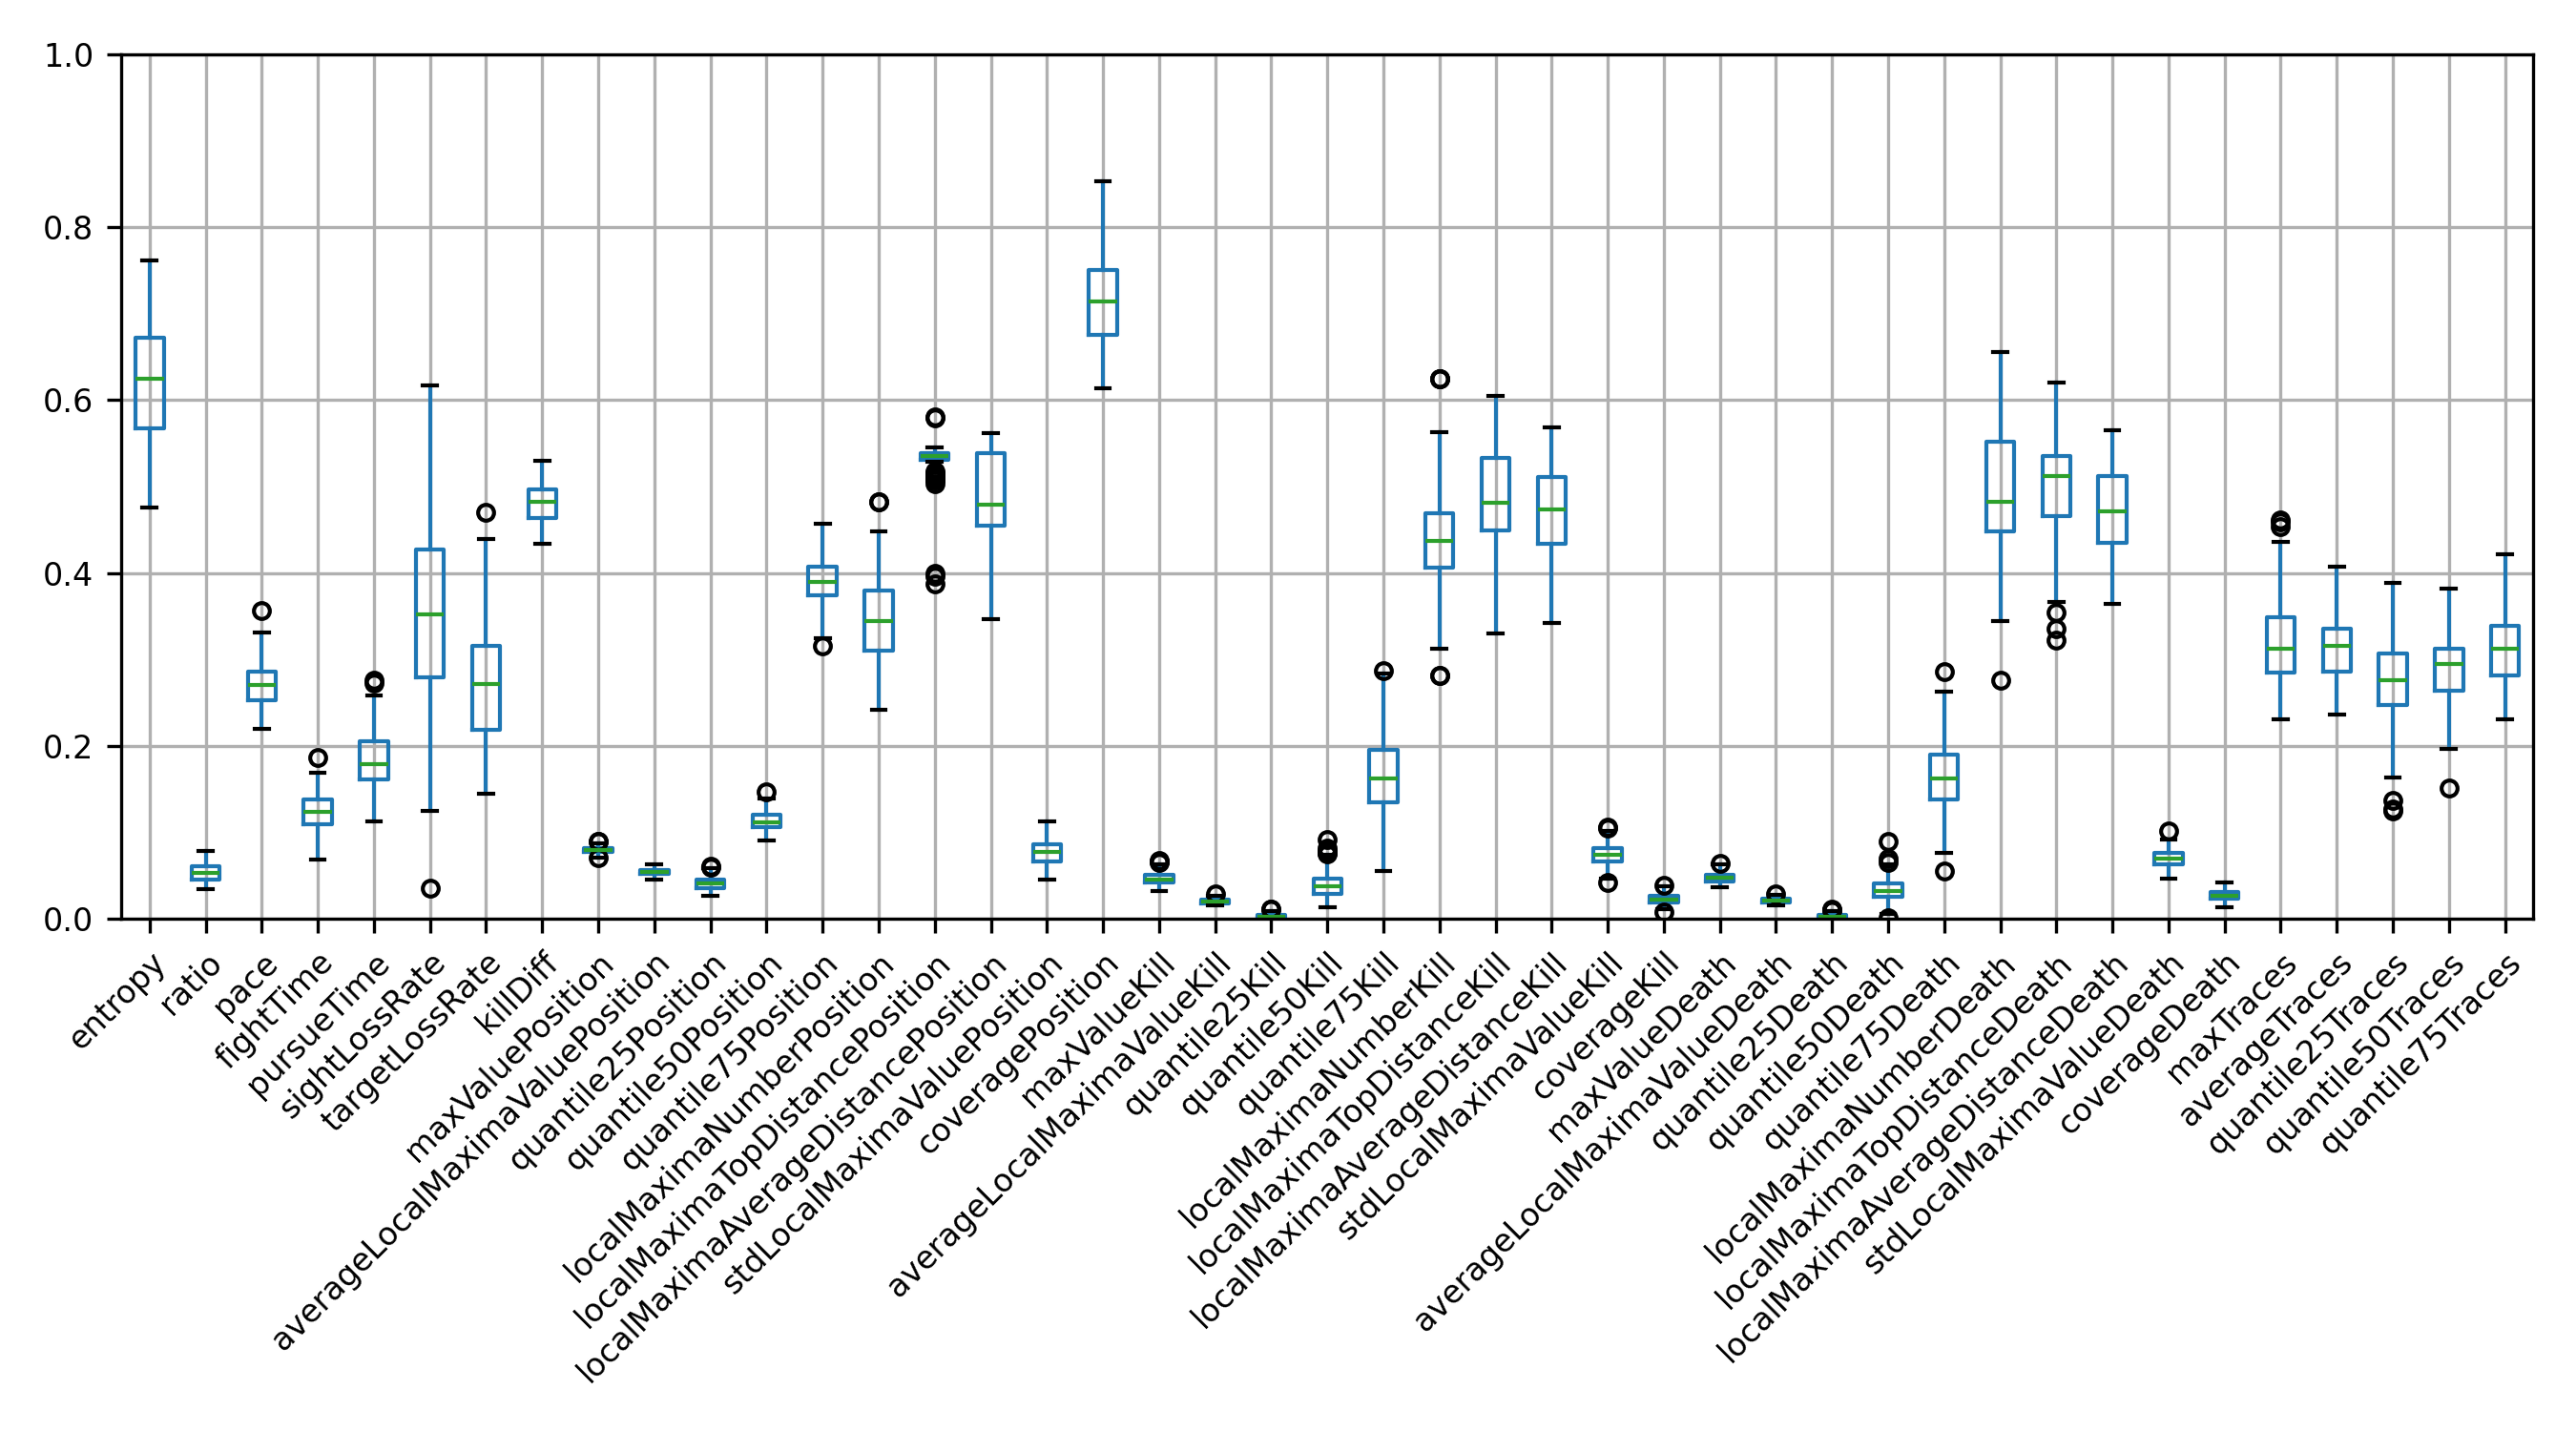 1.0
0.8
0.6
0.4
0.2
0.0
entropy
ratio
pace
fightTime
pursueTime
sightLossRate
targetLossRate
killDiff
maxValuePosition
averageLocalMaximaValuePosition
quantile25Position
quantile50Position
quantile75Position
localMaximaNumberPosition
localMaximaTopDistancePosition
localMaximaAverageDistancePosition
stdLocalMaximaValuePosition
coveragePosition
maxValueKill
averageLocalMaximaValueKill
quantile25Kill
quantile50Kill
quantile75Kill
localMaximaNumberKill
localMaximaTopDistanceKill
localMaximaAverageDistanceKill
stdLocalMaximaValueKill
coverageKill
maxValueDeath
averageLocalMaximaValueDeath
quantile25Death
quantile50Death
quantile75Death
localMaximaNumberDeath
localMaximaTopDistanceDeath
localMaximaAverageDistanceDeath
stdLocalMaximaValueDeath
coverageDeath
maxTraces
averageTraces
quantile25Traces
quantile50Traces
quantile75Traces